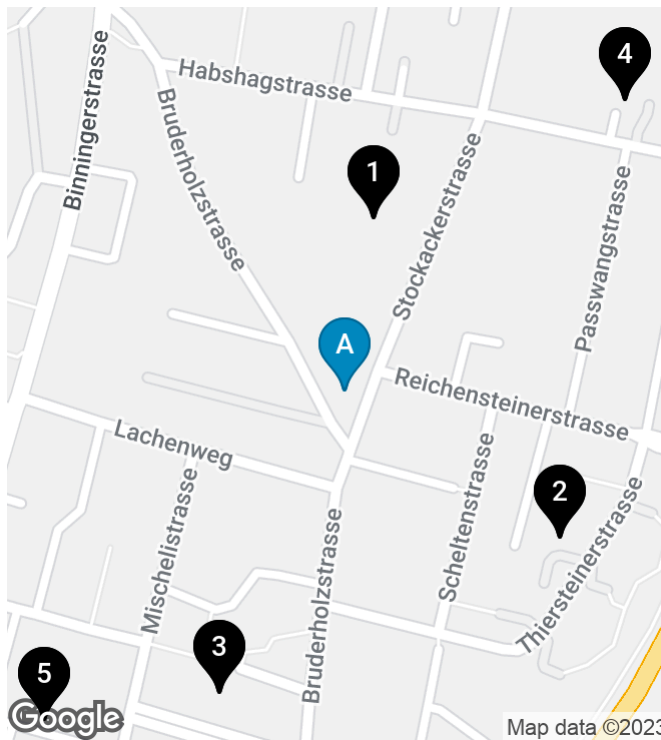 4
Habshagstrasse
Binningerstrasse
Bruderholzstrasse
1
Stockackerstrasse
Passwangstrasse
A
Reichensteinerstrasse
Lachenweg
2
Scheltenstrasse
Thiersteinerstrasse
Mischelistrasse
Bruderholzstrasse
3
5
Google
Map data ©2023